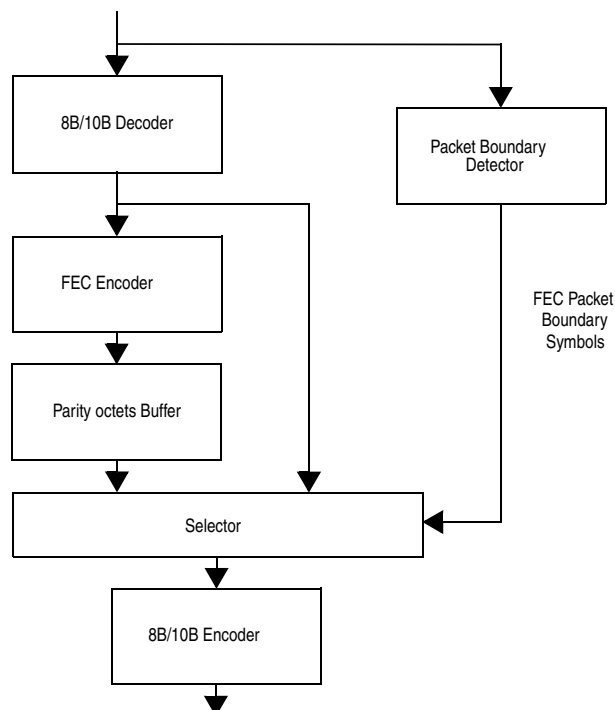 8B/10B Decoder
Packet Boundary
Detector
FEC Encoder
FEC Packet
Boundary
Symbols
Parity octets Buffer
Selector
8B/10B Encoder